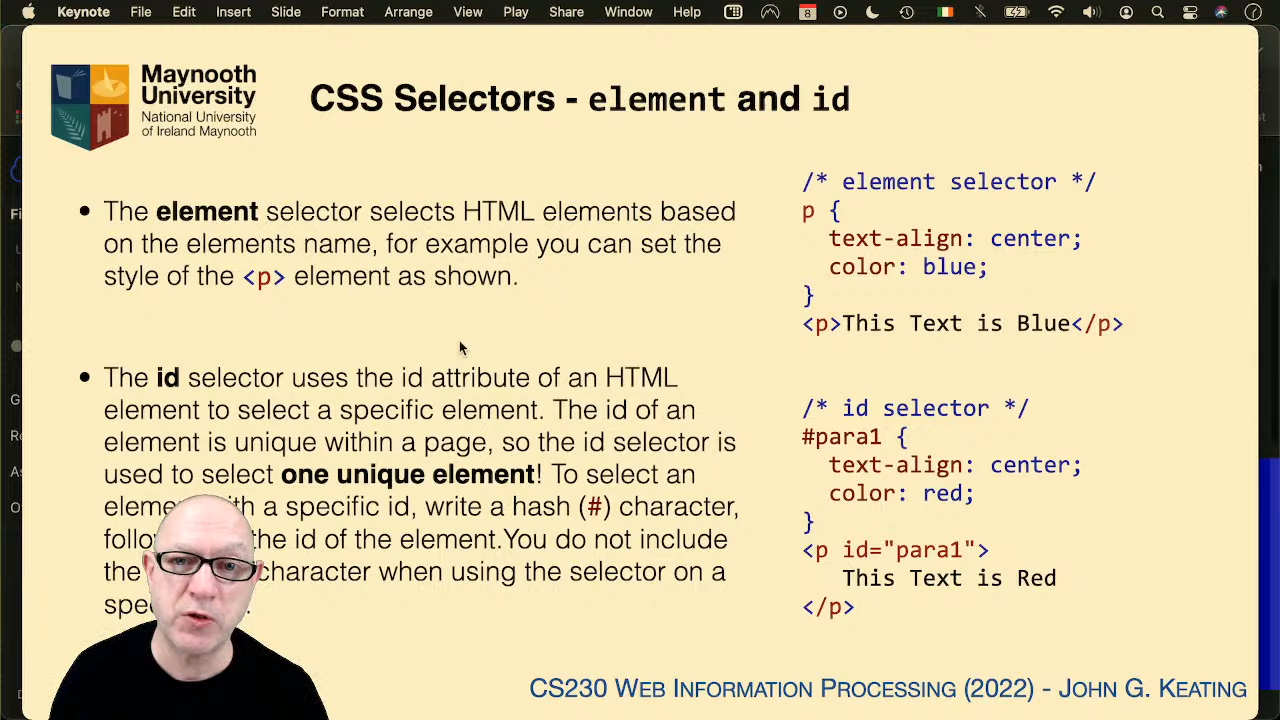 Keynote File Edit Insert Slide Format Arrange View Play Share Window Help
8
Maynooth
University
National University
of Ireland Maynooth
CSS Selectors - element and id
• The element selector selects HTML elements based
on the elements name, for example you can set the
style of the <p> element as shown.
• The id selector uses the id attribute of an HTML
element to select a specific element. The id of an
element is unique within a page, so the id selector is
used to select one unique element! To select an
a specific id, write a hash (#) character,
the id of the element.You do not include
the character when using the selector on a
/* element selector */
p {
text-align: center;
color: blue;
}
<p>This Text is Blue</p>
/* id selector */
#para1 {
text-align: center;
color: red;
}
<p id="para1">
This Text is Red
</p>
CS230 Web Information Processing (2022) - John G. Keating